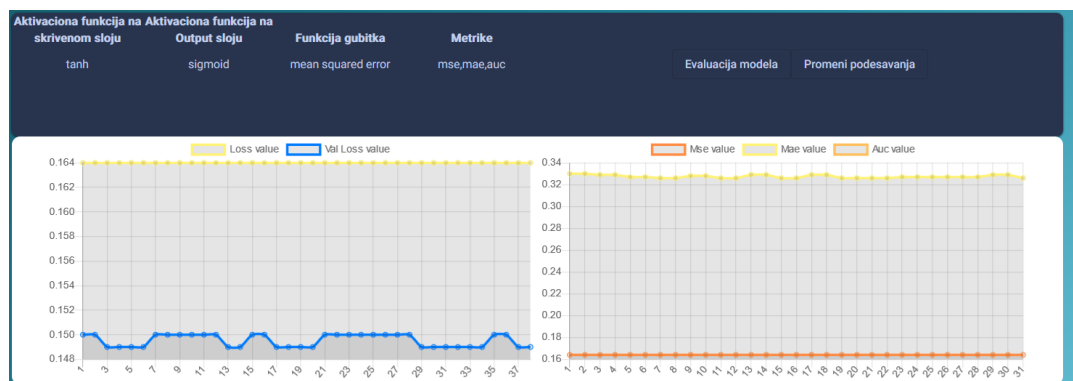 Aktivaciona funkcija na Aktivaciona funkcija na
skrivenom sloju Output sloju Funkcija gubitka Metrike
tanh sigmoid mean squared error mse,mae,auc Evaluacija modela Promeni podesavanja
Loss value Val Loss value
0.164
0.162
0.160
0.158
0.156
0.154
0.152
0.150
0.148
1 3 5 7 9 11 13 15 17 19 21 23 25 27 29 31 33 35 37
Mse value Mae value Auc value
0.34
0.32
0.30
0.28
0.26
0.24
0.22
0.20
0.18
0.16
1 2 3 4 5 6 7 8 9 10 11 12 13 14 15 16 17 18 19 20 21 22 23 24 25 26 27 28 29 30 31